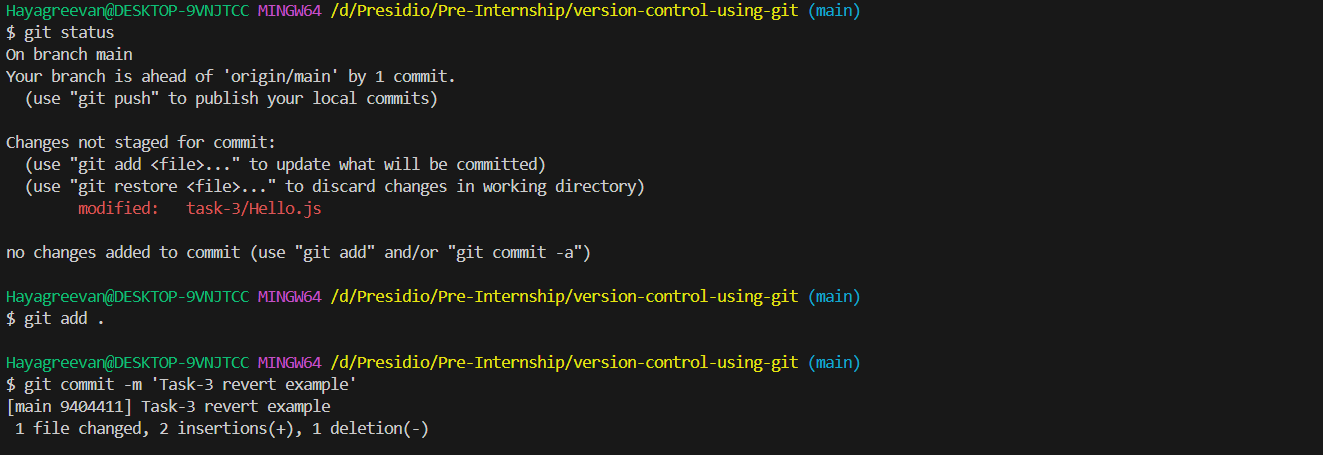 Hayagreevan@DESKTOP-9VNJTCC MINGW64 /d/Presidio/Pre-Internship/version-control-using-git (main)
$ git status
On branch main
Your branch is ahead of 'origin/main' by 1 commit.
  (use "git push" to publish your local commits)

Changes not staged for commit:
  (use "git add <file>..." to update what will be committed)
  (use "git restore <file>..." to discard changes in working directory)
        modified:   task-3/Hello.js

no changes added to commit (use "git add" and/or "git commit -a")

Hayagreevan@DESKTOP-9VNJTCC MINGW64 /d/Presidio/Pre-Internship/version-control-using-git (main)
$ git add .

Hayagreevan@DESKTOP-9VNJTCC MINGW64 /d/Presidio/Pre-Internship/version-control-using-git (main)
$ git commit -m 'Task-3 revert example'
[main 9404411] Task-3 revert example
 1 file changed, 2 insertions(+), 1 deletion(-)